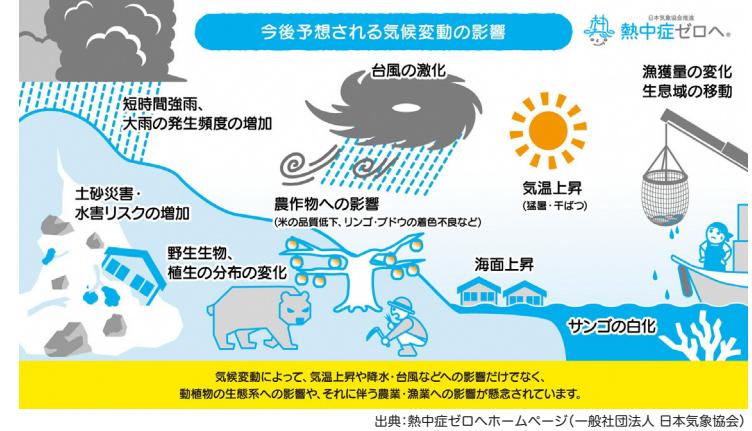 今後予想される気候変動の影響
日本気象協会推進
熱中症ゼロへ®
台風の激化
漁獲量の変化
生息域の移動
短時間強雨、
大雨の発生頻度の増加
気温上昇
(猛暑・干ばつ)
土砂災害・
水害リスクの増加
農作物への影響
(米の品質低下、リンゴ・ブドウの着色不良など)
野生生物、
植生の分布の変化
海面上昇
サンゴの白化
気候変動によって、気温上昇や降水・台風などへの影響だけでなく、
動植物の生態系への影響や、それに伴う農業・漁業への影響が懸念されています。
出典:熱中症ゼロへホームページ(一般社団法人 日本気象協会)